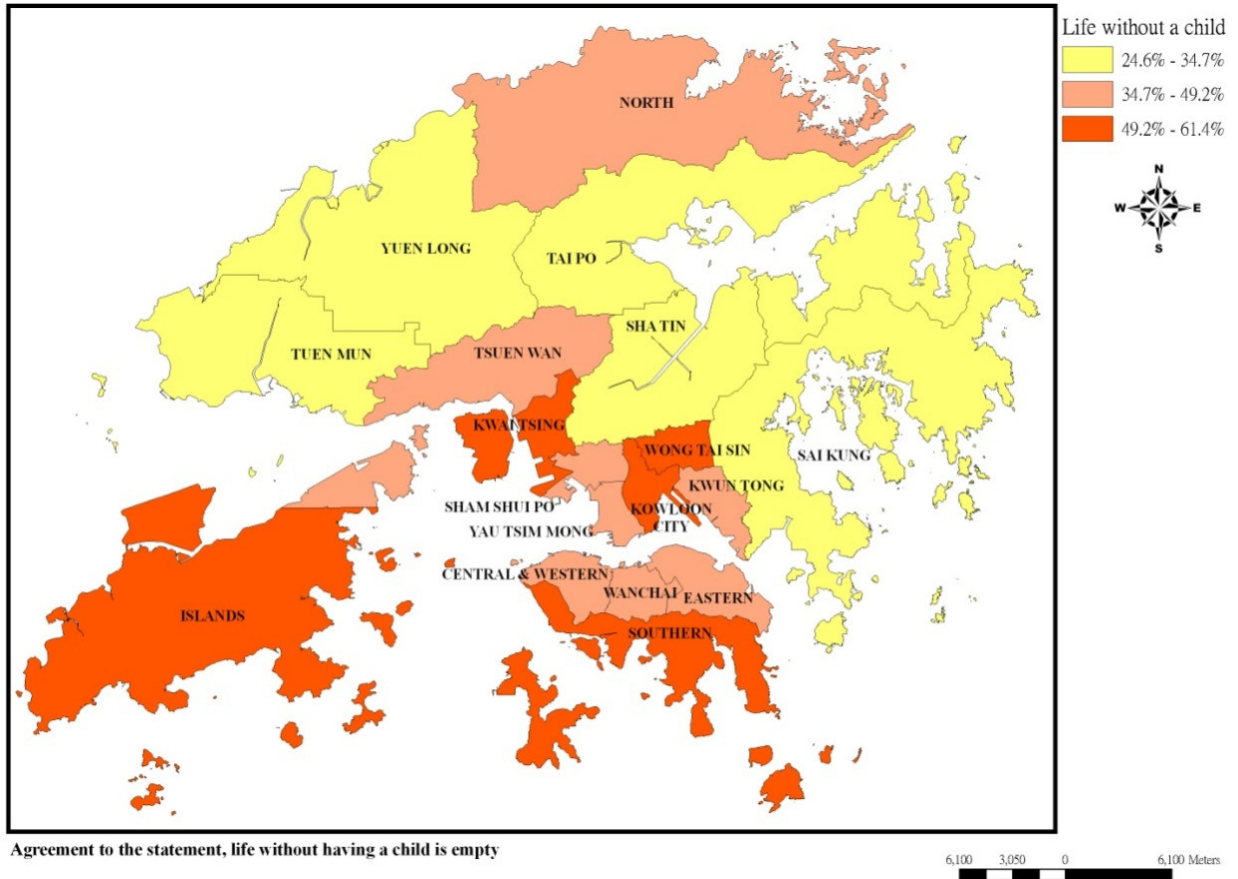 Life without a child
24.6% - 34.7%
34.7% - 49.2%
49.2% - 61.4%
N
W E
S
NORTH
YUEN LONG
TAI PO
SHA TIN
TUEN MUN
TSUEN WAN
KWAI TSING
WONG TAI SIN
SAI KUNG
KWUN TONG
SHAM SHUI PO
KOWLOON
CITY
YAU TSIM MONG
CENTRAL & WESTERN
WANCHAI
EASTERN
ISLANDS
SOUTHERN
Agreement to the statement, life without having a child is empty
6,100 3,050 0 6,100 Meters